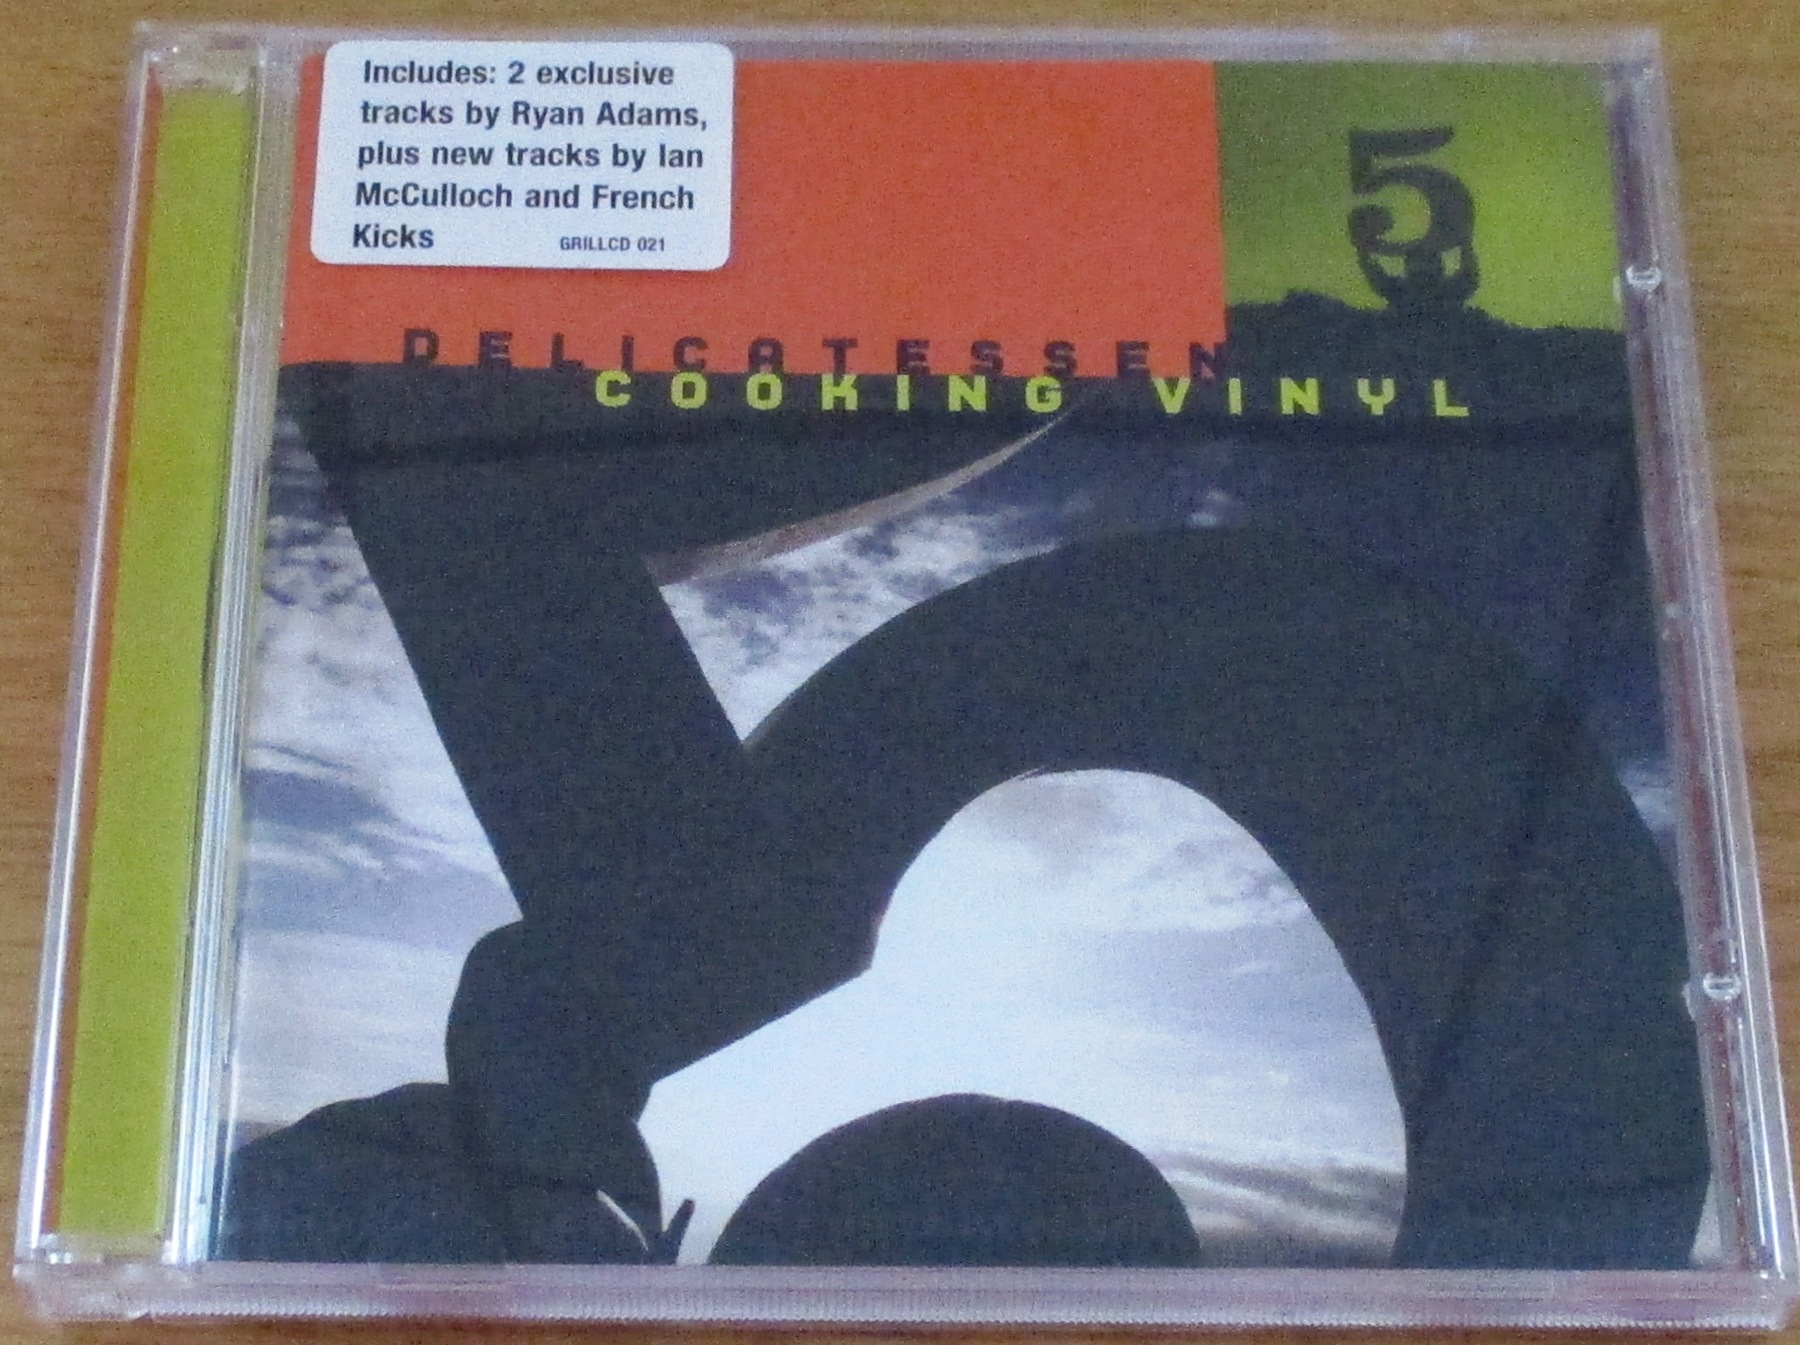 Includes: 2 exclusive
tracks by Ryan Adams,
plus new tracks by Ian
McCulloch and French
Kicks GRILLCD 021
5
DELICATESSEN
COOKING VINYL